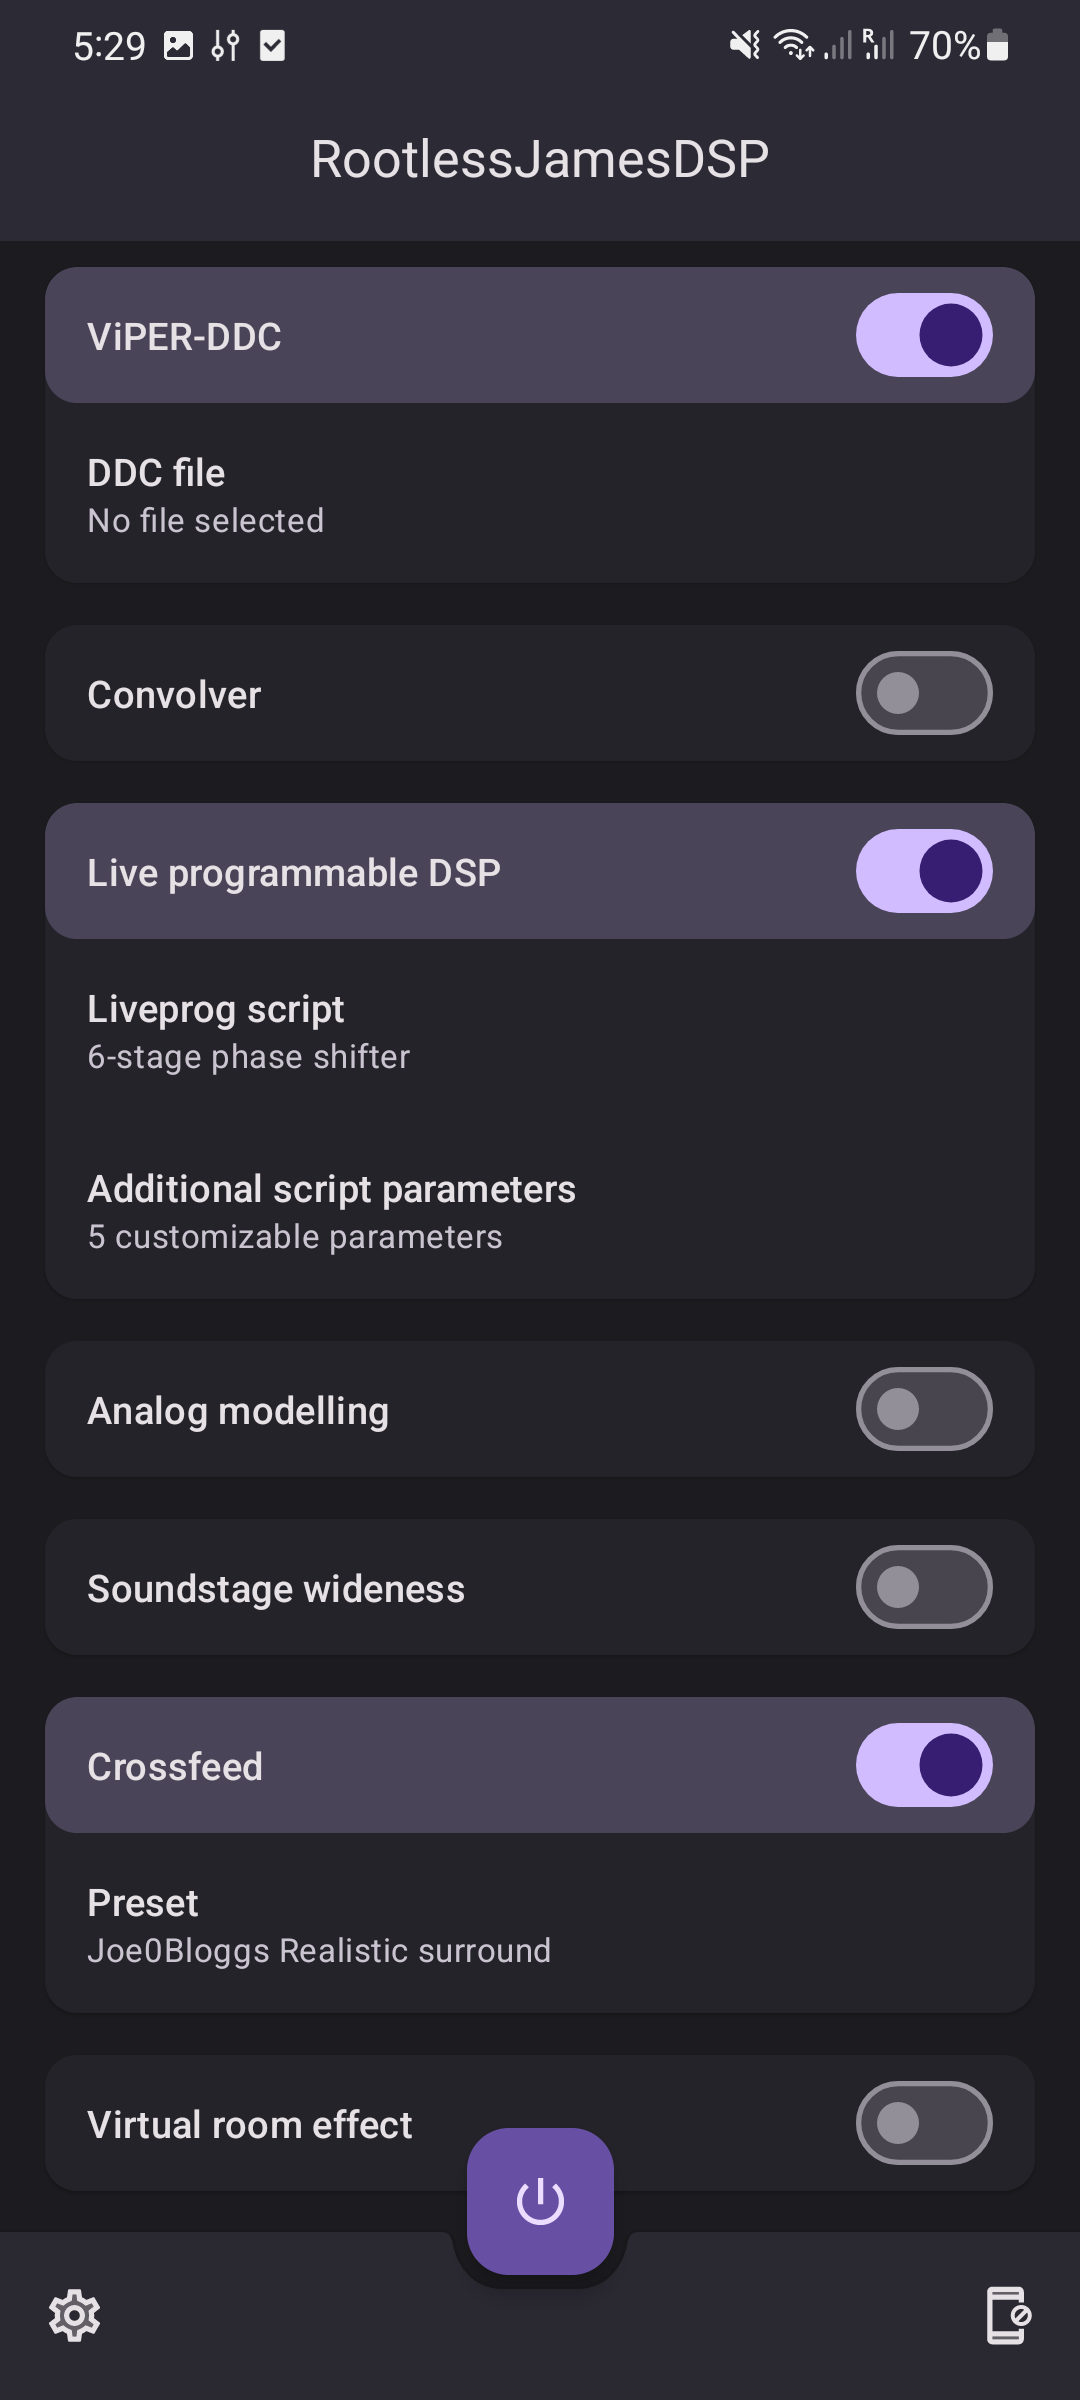 5:29
R
70%
RootlessJamesDSP
ViPER-DDC
DDC file
No file selected
Convolver
Live programmable DSP
Liveprog script
6-stage phase shifter
Additional script parameters
5 customizable parameters
Analog modelling
Soundstage wideness
Crossfeed
Preset
Joe0Bloggs Realistic surround
Virtual room effect